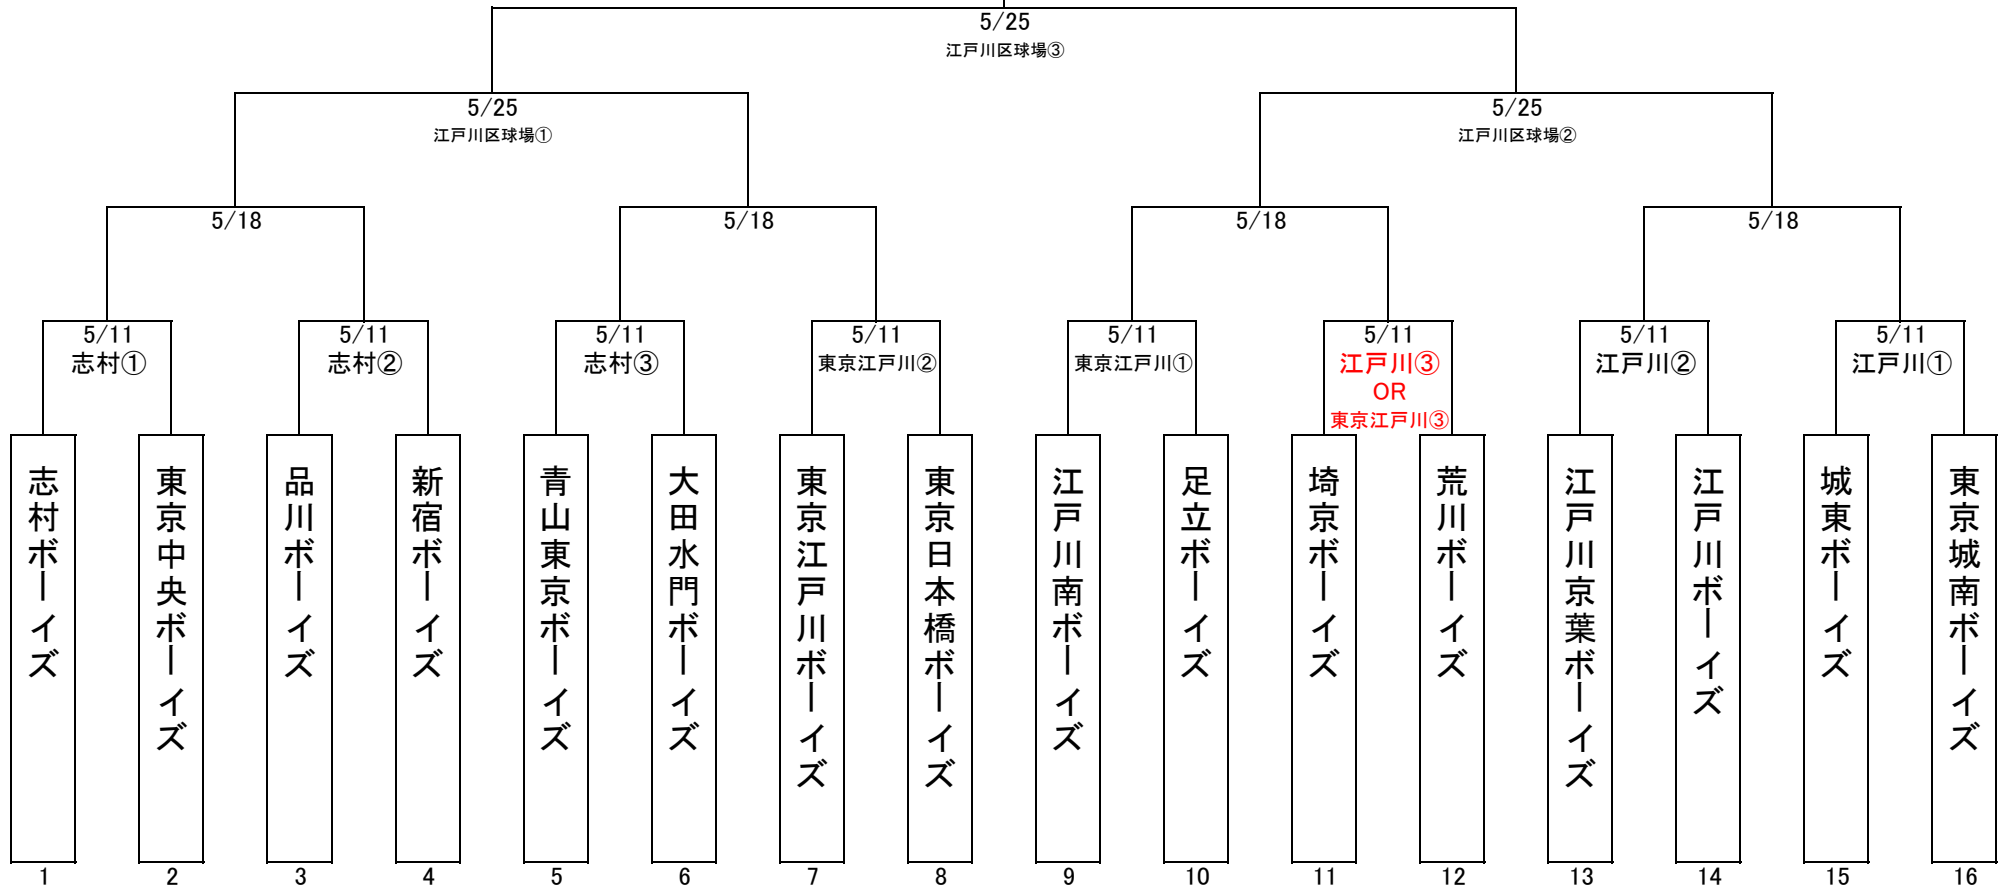 5/25
江戸川区球場③
5/25
江戸川区球場①
5/25
江戸川区球場②
5/18
5/18
5/18
5/18
5/11
志村①
5/11
志村②
5/11
志村③
5/11
東京江戸川②
5/11
東京江戸川①
5/11
江戸川③
OR
東京江戸川③
5/11
江戸川②
5/11
江戸川①
志村ボーイズ
東京中央ボーイズ
品川ボーイズ
新宿ボーイズ
青山東京ボーイズ
大田水門ボーイズ
東京江戸川ボーイズ
東京日本橋ボーイズ
江戸川南ボーイズ
足立ボーイズ
埼京ボーイズ
荒川ボーイズ
江戸川京葉ボーイズ
江戸川ボーイズ
城東ボーイズ
東京城南ボーイズ
1
2
3
4
5
6
7
8
9
10
11
12
13
14
15
16